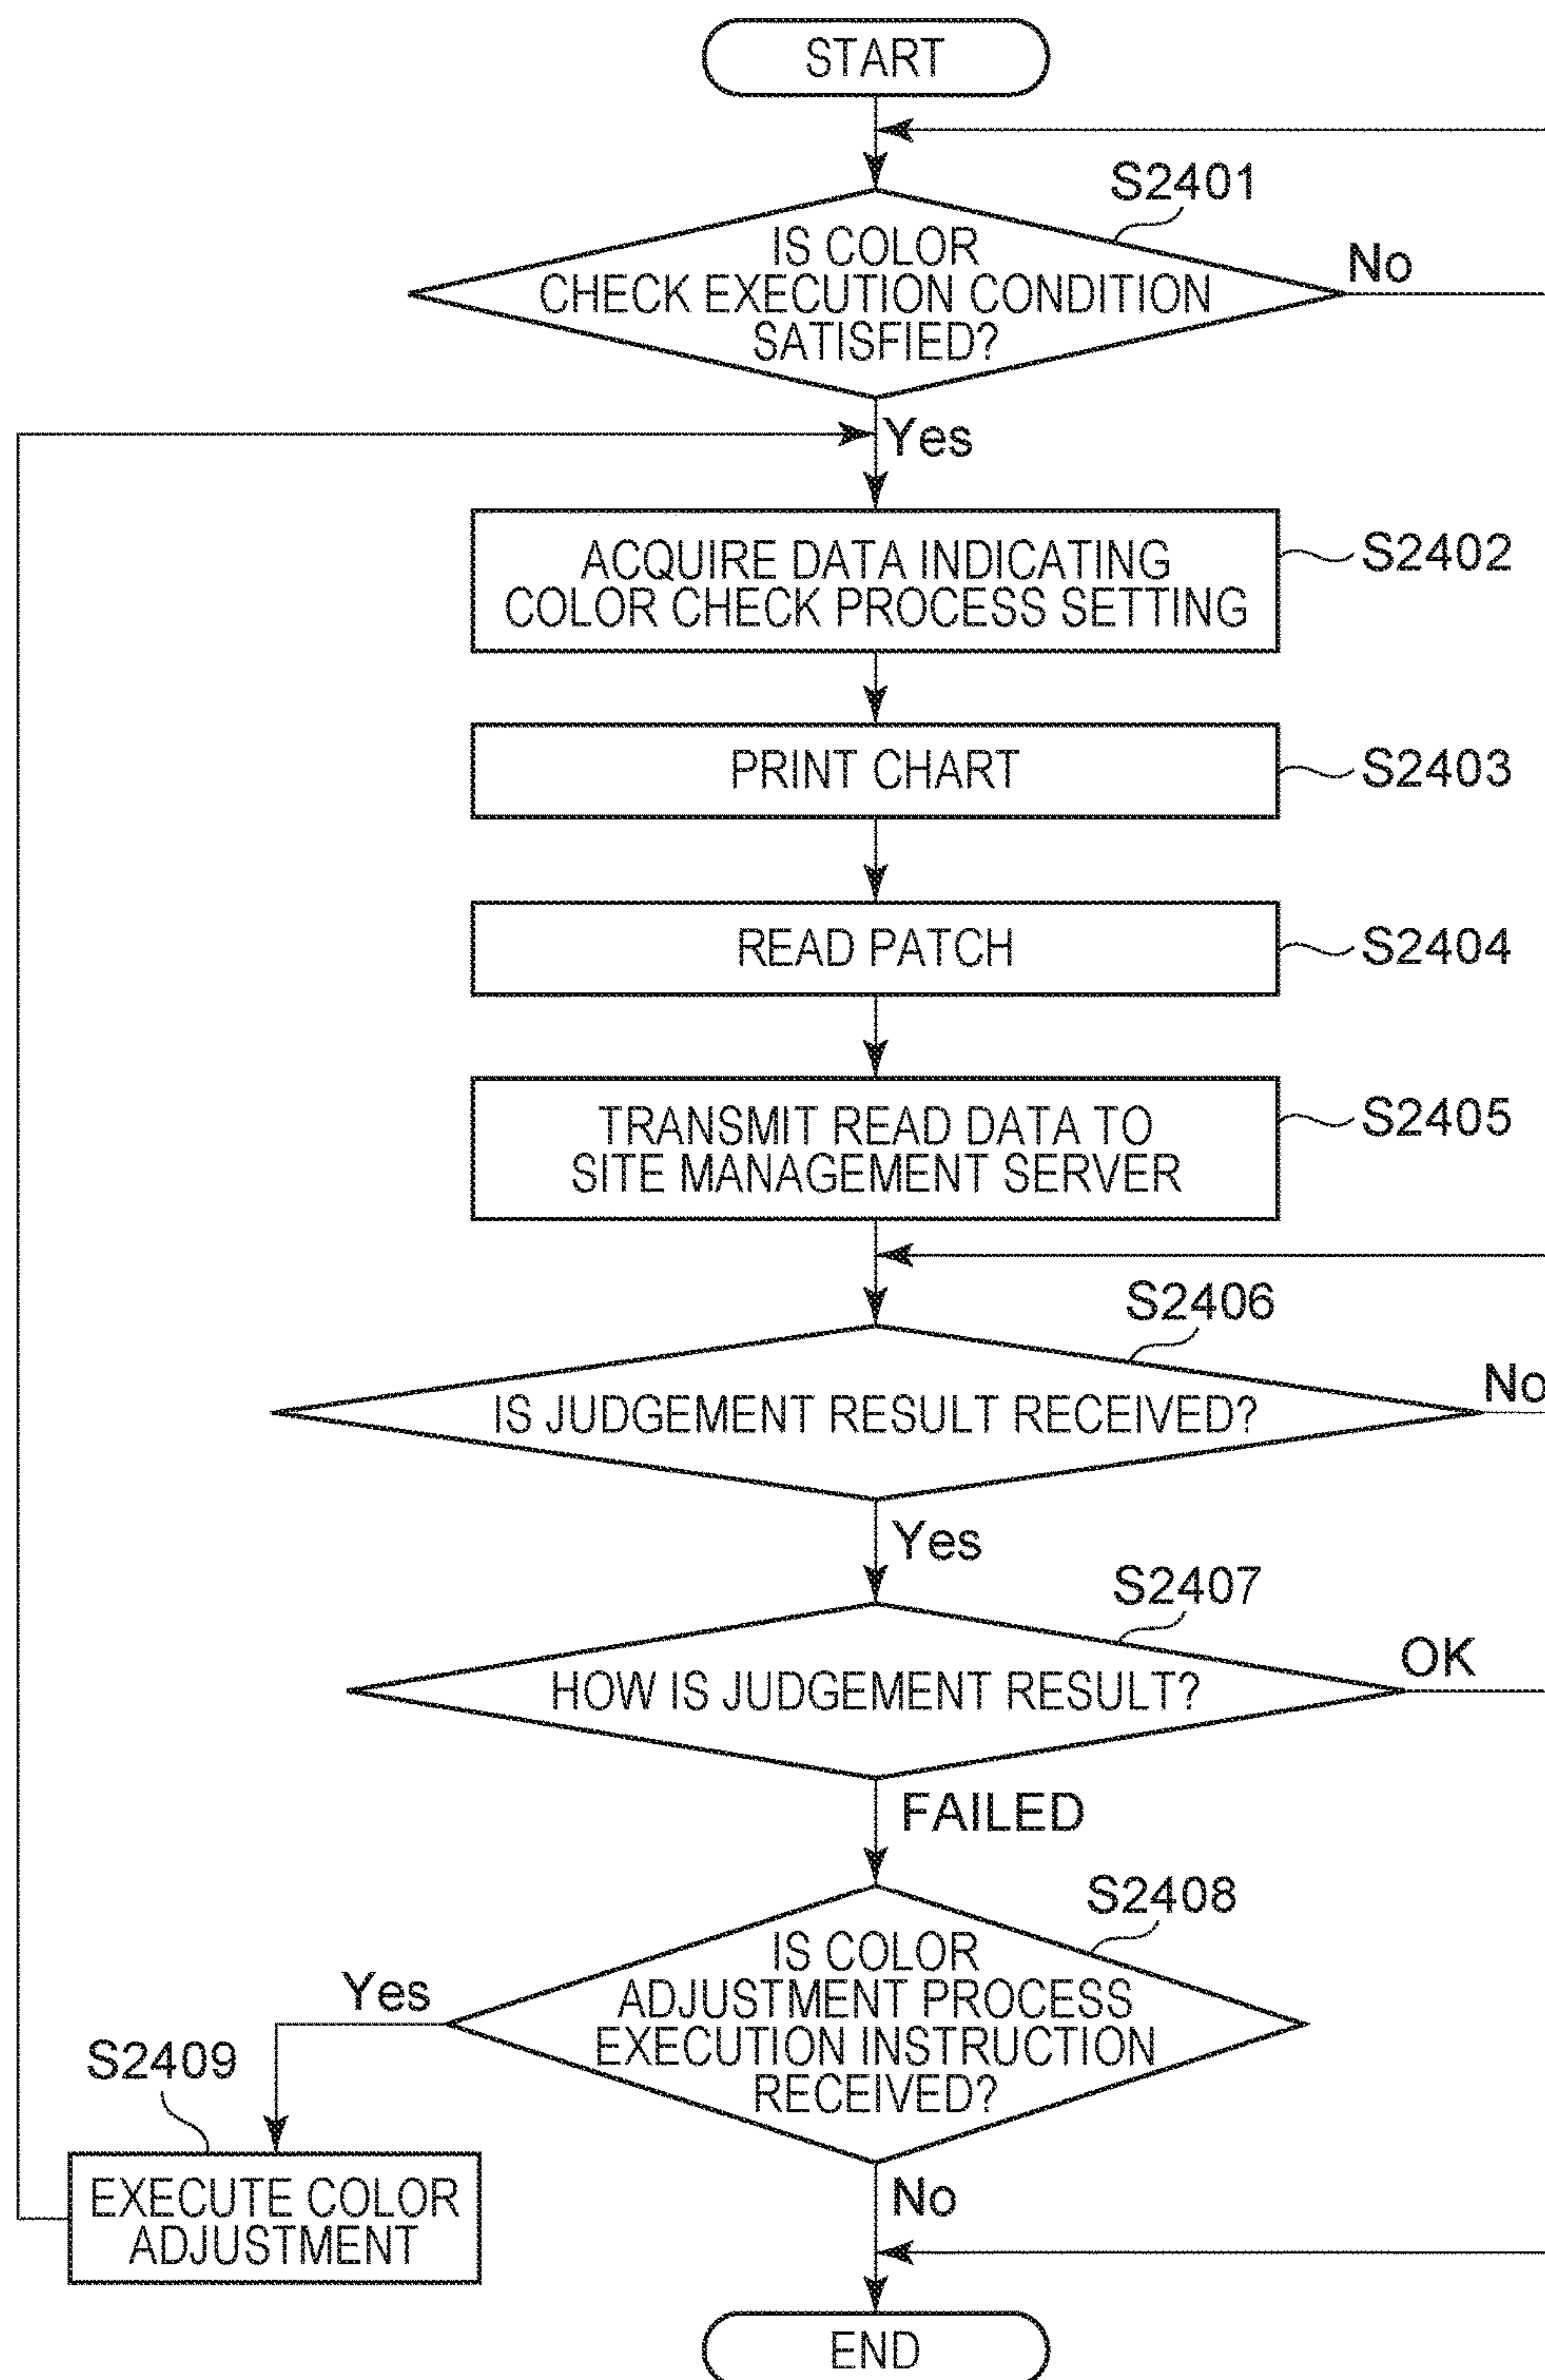 START
S2401
IS COLOR
CHECK EXECUTION CONDITION
SATISFIED?
No
Yes
ACQUIRE DATA INDICATING
COLOR CHECK PROCESS SETTING
S2402
PRINT CHART
S2403
READ PATCH
S2404
TRANSMIT READ DATA TO
SITE MANAGEMENT SERVER
S2405
S2406
IS JUDGEMENT RESULT RECEIVED?
No
Yes
S2407
HOW IS JUDGEMENT RESULT?
OK
FAILED
S2408
IS COLOR
ADJUSTMENT PROCESS
EXECUTION INSTRUCTION
RECEIVED?
Yes
S2409
EXECUTE COLOR
ADJUSTMENT
No
END